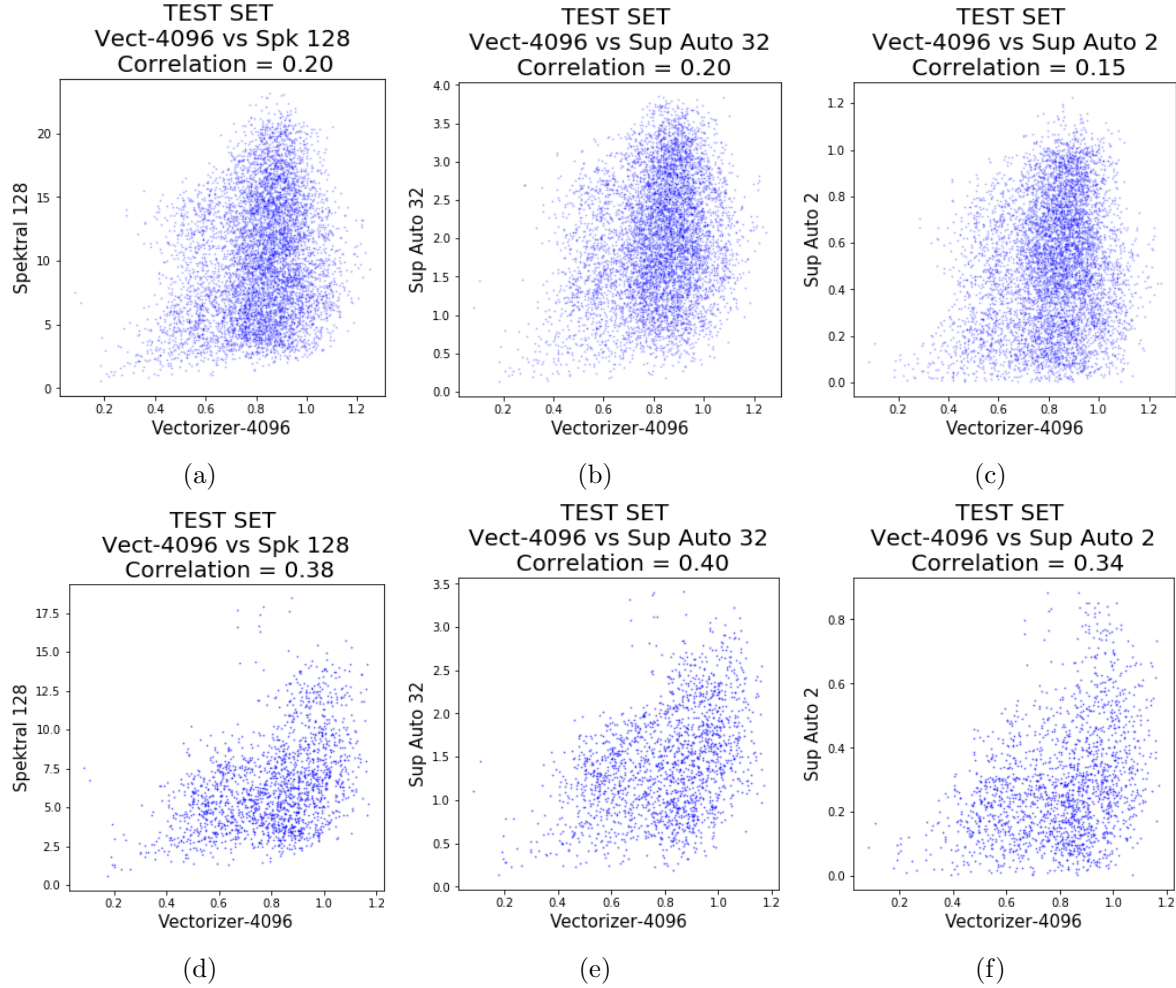 TEST SET
Vect-4096 vs Spk 128
Correlation = 0.20
Spektral 128
20
15
10
5
0
0.2 0.4 0.6 0.8 1.0 1.2
Vectorizer-4096
(a)
TEST SET
Vect-4096 vs Sup Auto 32
Correlation = 0.20
Sup Auto 32
4.0
3.5
3.0
2.5
2.0
1.5
1.0
0.5
0.0
0.2 0.4 0.6 0.8 1.0 1.2
Vectorizer-4096
(b)
TEST SET
Vect-4096 vs Sup Auto 2
Correlation = 0.15
Sup Auto 2
1.2
1.0
0.8
0.6
0.4
0.2
0.0
0.2 0.4 0.6 0.8 1.0 1.2
Vectorizer-4096
(c)
TEST SET
Vect-4096 vs Spk 128
Correlation = 0.38
Spektral 128
17.5
15.0
12.5
10.0
7.5
5.0
2.5
0.0
0.2 0.4 0.6 0.8 1.0 1.2
Vectorizer-4096
(d)
TEST SET
Vect-4096 vs Sup Auto 32
Correlation = 0.40
Sup Auto 32
3.5
3.0
2.5
2.0
1.5
1.0
0.5
0.0
0.2 0.4 0.6 0.8 1.0 1.2
Vectorizer-4096
(e)
TEST SET
Vect-4096 vs Sup Auto 2
Correlation = 0.34
Sup Auto 2
0.8
0.6
0.4
0.2
0.0
0.2 0.4 0.6 0.8 1.0 1.2
Vectorizer-4096
(f)